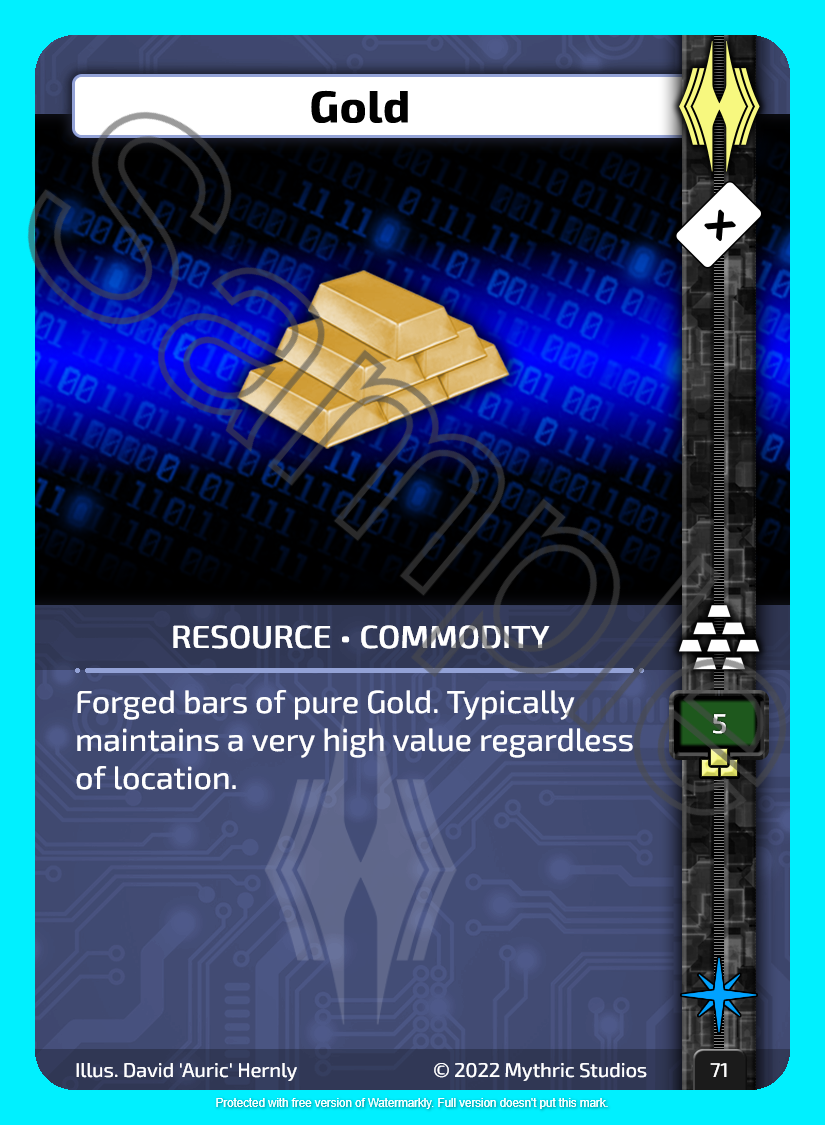 Gold
+
RESOURCE • COMMODITY
Forged bars of pure Gold. Typically
maintains a very high value regardless
of location.
5
Illus. David 'Auric' Hernly
© 2022 Mythric Studios
71
Sample
Protected with free version of Watermarkly. Full version doesn't put this mark.